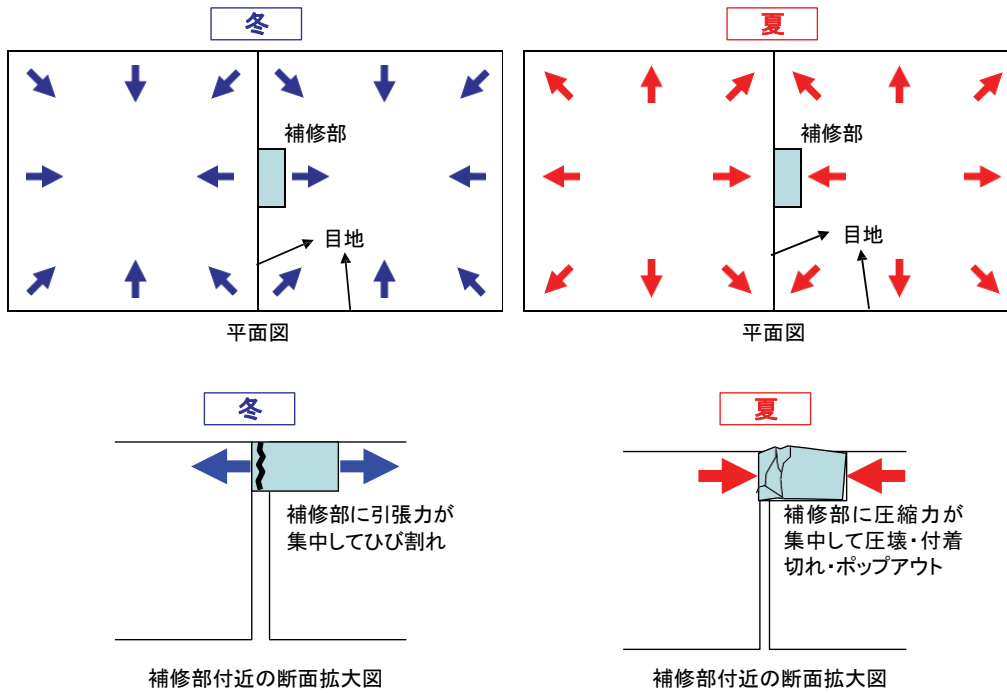 冬
夏
補修部
目地
平面図
補修部
目地
平面図
冬
夏
補修部に引張力が
集中してひび割れ
補修部付近の断面拡大図
補修部に圧縮力が
集中して圧壊・付着
切れ・ポップアウト
補修部付近の断面拡大図